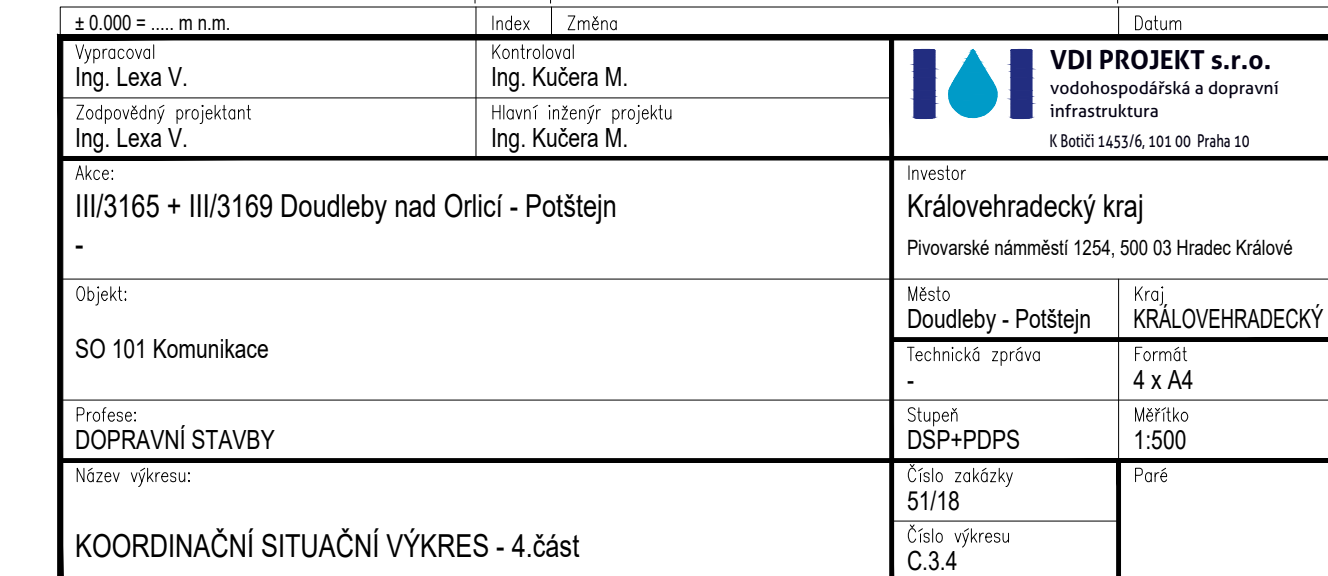 ± 0.000 = ..... m n.m.
Index
Změna
Datum
Vypracoval
Ing. Lexa V.
Kontroloval
Ing. Kučera M.
Zodpovědný projektant
Ing. Lexa V.
Hlavní inženýr projektu
Ing. Kučera M.
VDI PROJEKT s.r.o.
vodohospodářská a dopravní
infrastruktura
K Botiči 1453/6, 101 00 Praha 10
Akce:
III/3165 + III/3169 Doudleby nad Orlicí - Potštejn
-
Investor
Královehradecký kraj
Pivovarské námměstí 1254, 500 03 Hradec Králové
Objekt:
SO 101 Komunikace
Město
Doudleby - Potštejn
Kraj
KRÁLOVEHRADECKÝ
Technická zpráva
-
Formát
4 x A4
Profese:
DOPRAVNÍ STAVBY
Stupeň
DSP+PDPS
Měřítko
1:500
Název výkresu:
KOORDINAČNÍ SITUAČNÍ VÝKRES - 4.část
Číslo zakázky
51/18
Paré
Číslo výkresu
C.3.4